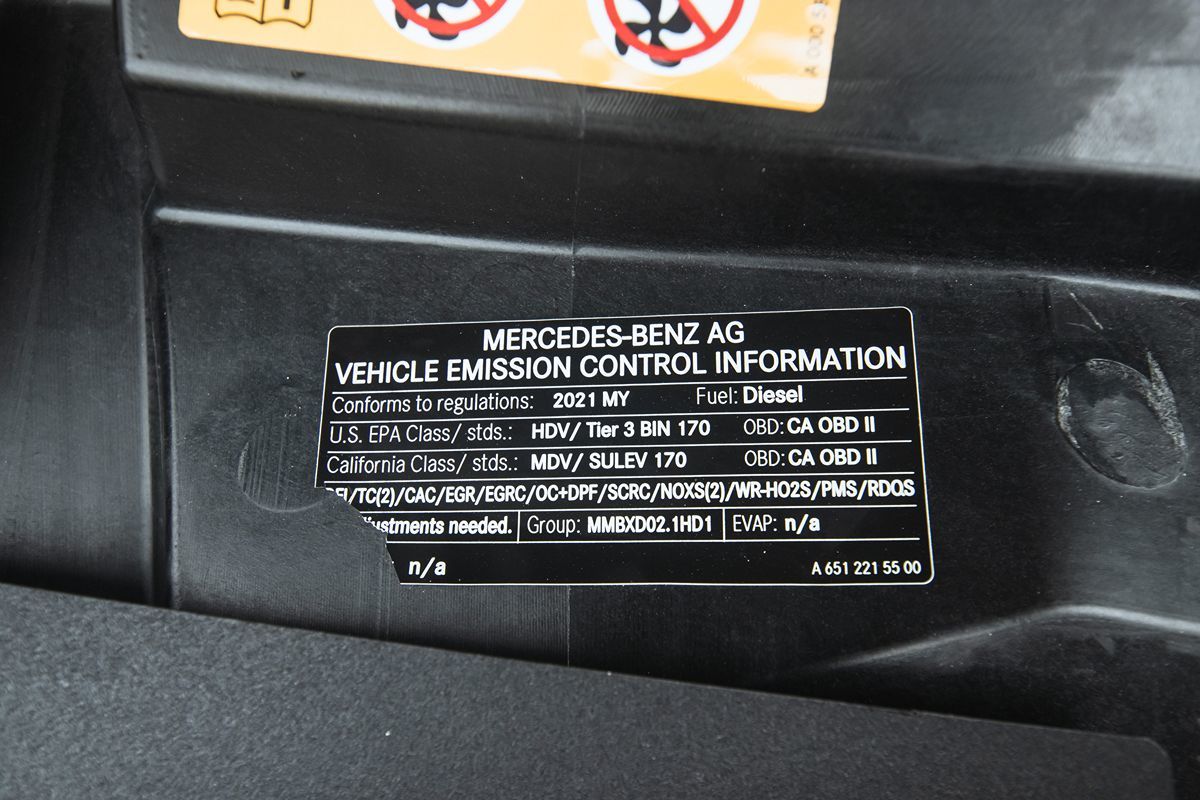 A 000 5
MERCEDES-BENZ AG
VEHICLE EMISSION CONTROL INFORMATION
Conforms to regulations: 2021 MY Fuel: Diesel
U.S. EPA Class/ stds.: HDV/ Tier 3 BIN 170 OBD: CA OBD II
California Class/ stds.: MDV/ SULEV 170 OBD: CA OBD II
/TC(2)/CAC/EGR/EGRC/OC+DPF/SCRC/NOXS(2)/WR-HO2S/PMS/RDQS
justments needed. Group: MMBXD02.1HD1 EVAP: n/a
n/a A 651 221 55 00